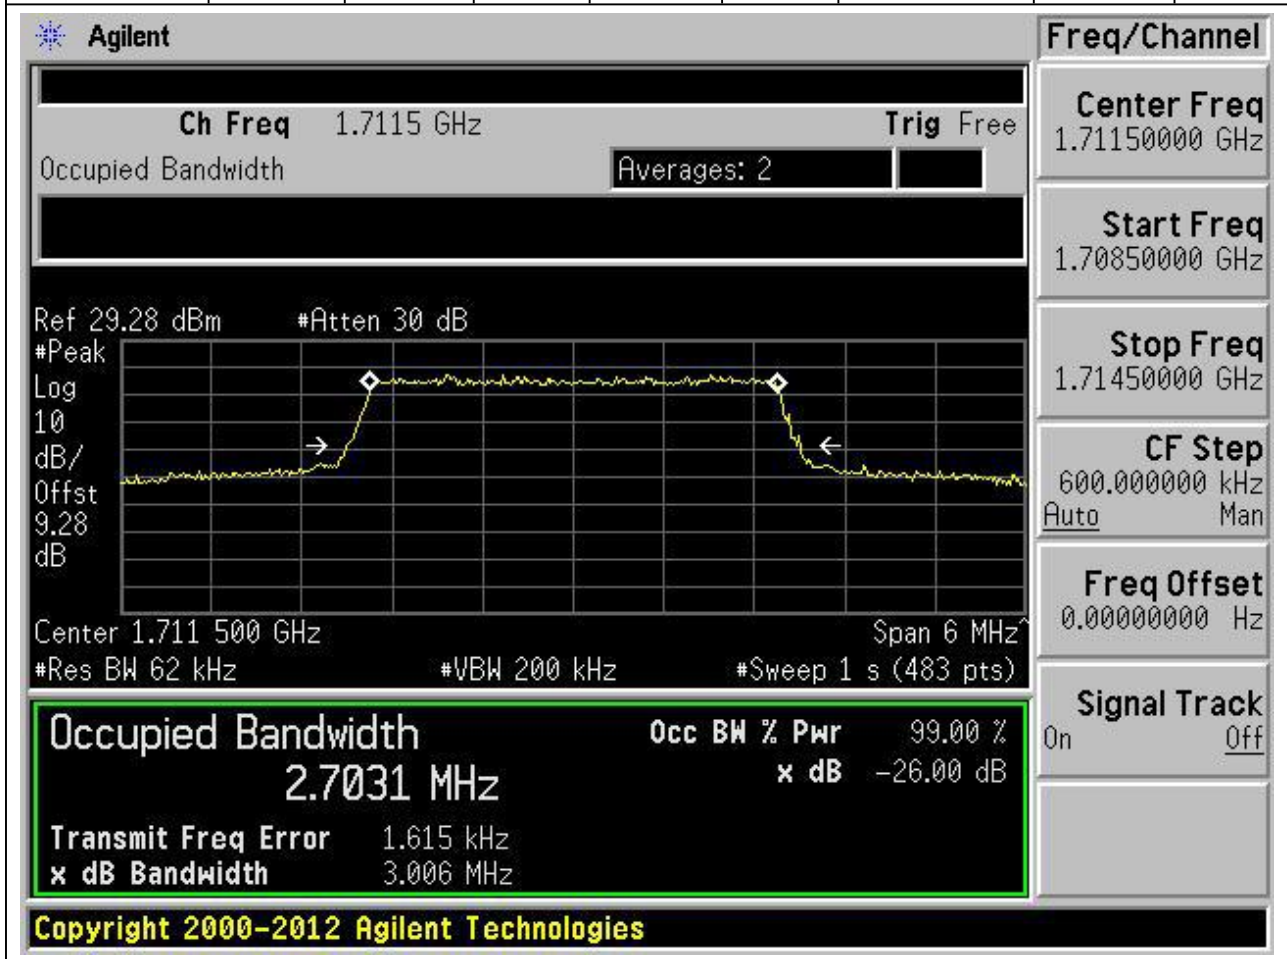 Agilent
Freq/Channel
Ch Freq 1.7115 GHz Trig Free
Occupied Bandwidth Averages: 2
Center Freq
1.71150000 GHz
Start Freq
1.70850000 GHz
Stop Freq
1.71450000 GHz
CF Step
600.000000 kHz
Auto Man
Freq Offset
0.00000000 Hz
Signal Track
On Off
Ref 29.28 dBm #Atten 30 dB
#Peak
Log
10
dB/
Offst
9.28
dB
Center 1.711 500 GHz Span 6 MHz^
#Res BW 62 kHz #VBW 200 kHz #Sweep 1 s (483 pts)
Occupied Bandwidth Occ BW % Pwr 99.00 %
2.7031 MHz x dB -26.00 dB
Transmit Freq Error 1.615 kHz
x dB Bandwidth 3.006 MHz
Copyright 2000-2012 Agilent Technologies